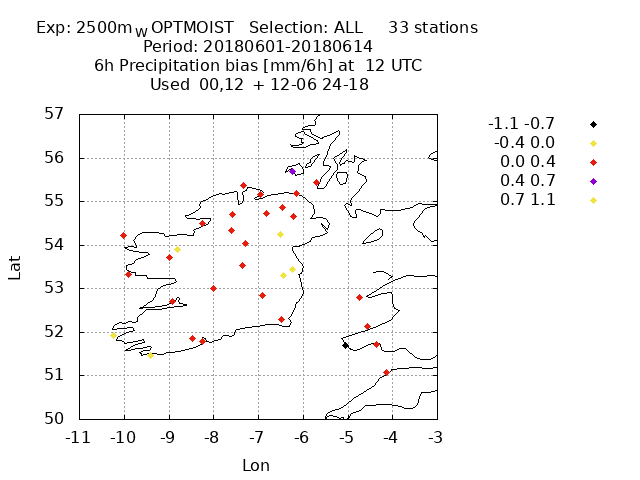 Exp: 2500mWOPTMOIST Selection: ALL 33 stations
Period: 20180601-20180614
6h Precipitation bias [mm/6h] at 12 UTC
Used 00,12 + 12-06 24-18
-1.1 -0.7
-0.4 0.0
0.0 0.4
0.4 0.7
0.7 1.1
57
56
55
54
53
52
51
50
Lat
-11 -10 -9 -8 -7 -6 -5 -4 -3
Lon